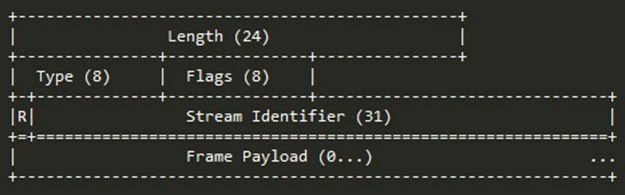 Length (24)
Type (8) Flags (8)
R Stream Identifier (31)
Frame Payload (0...) ...